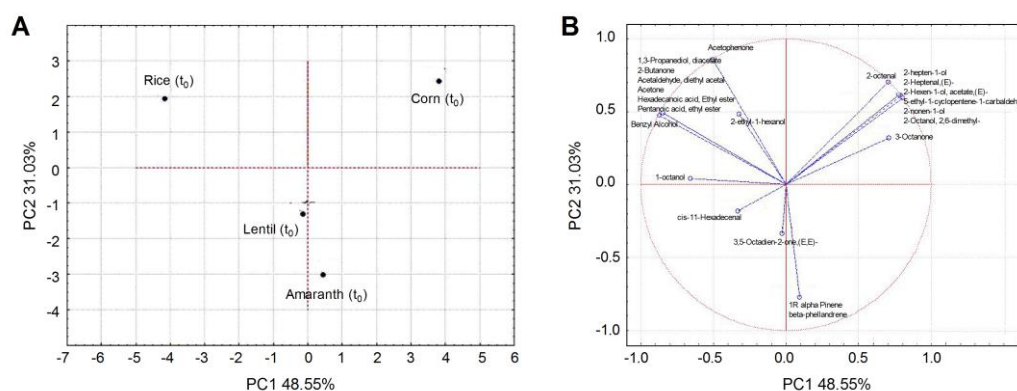 A
3
2
1
0
-1
-2
-3
-4
-7 -6 -5 -4 -3 -2 -1 0 1 2 3 4 5 6
PC1 48.55%
PC2 31.03%
Rice (t0)
Corn (t0)
Lentil (t0)
Amaranth (t0)
B
1.0
0.5
0.0
-0.5
-1.0
-1.0 -0.5 0.0 0.5 1.0
PC1 48.55%
PC2 31.03%
Acetophenone
1,3-Propanediol, diacetate
2-Butanone
Acetaldehyde, diethyl acetal
Acetone
Hexadecanoic acid, Ethyl ester
Pentanoic acid, ethyl ester
Benzyl Alcohol
2-ethyl-1-hexanol
2-octenal
2-hepten-1-ol
2-Heptenal,(E)-
2-Hexen-1-ol, acetate,(E)-
5-ethyl-1-cyclopentene-1-carbaldeh
2-nonen-1-ol
2-Octanol, 2,6-dimethyl-
3-Octanone
1-octanol
cis-11-Hexadecenal
3,5-Octadien-2-one,(E,E)-
1R alpha Pinene
beta-phellandrene